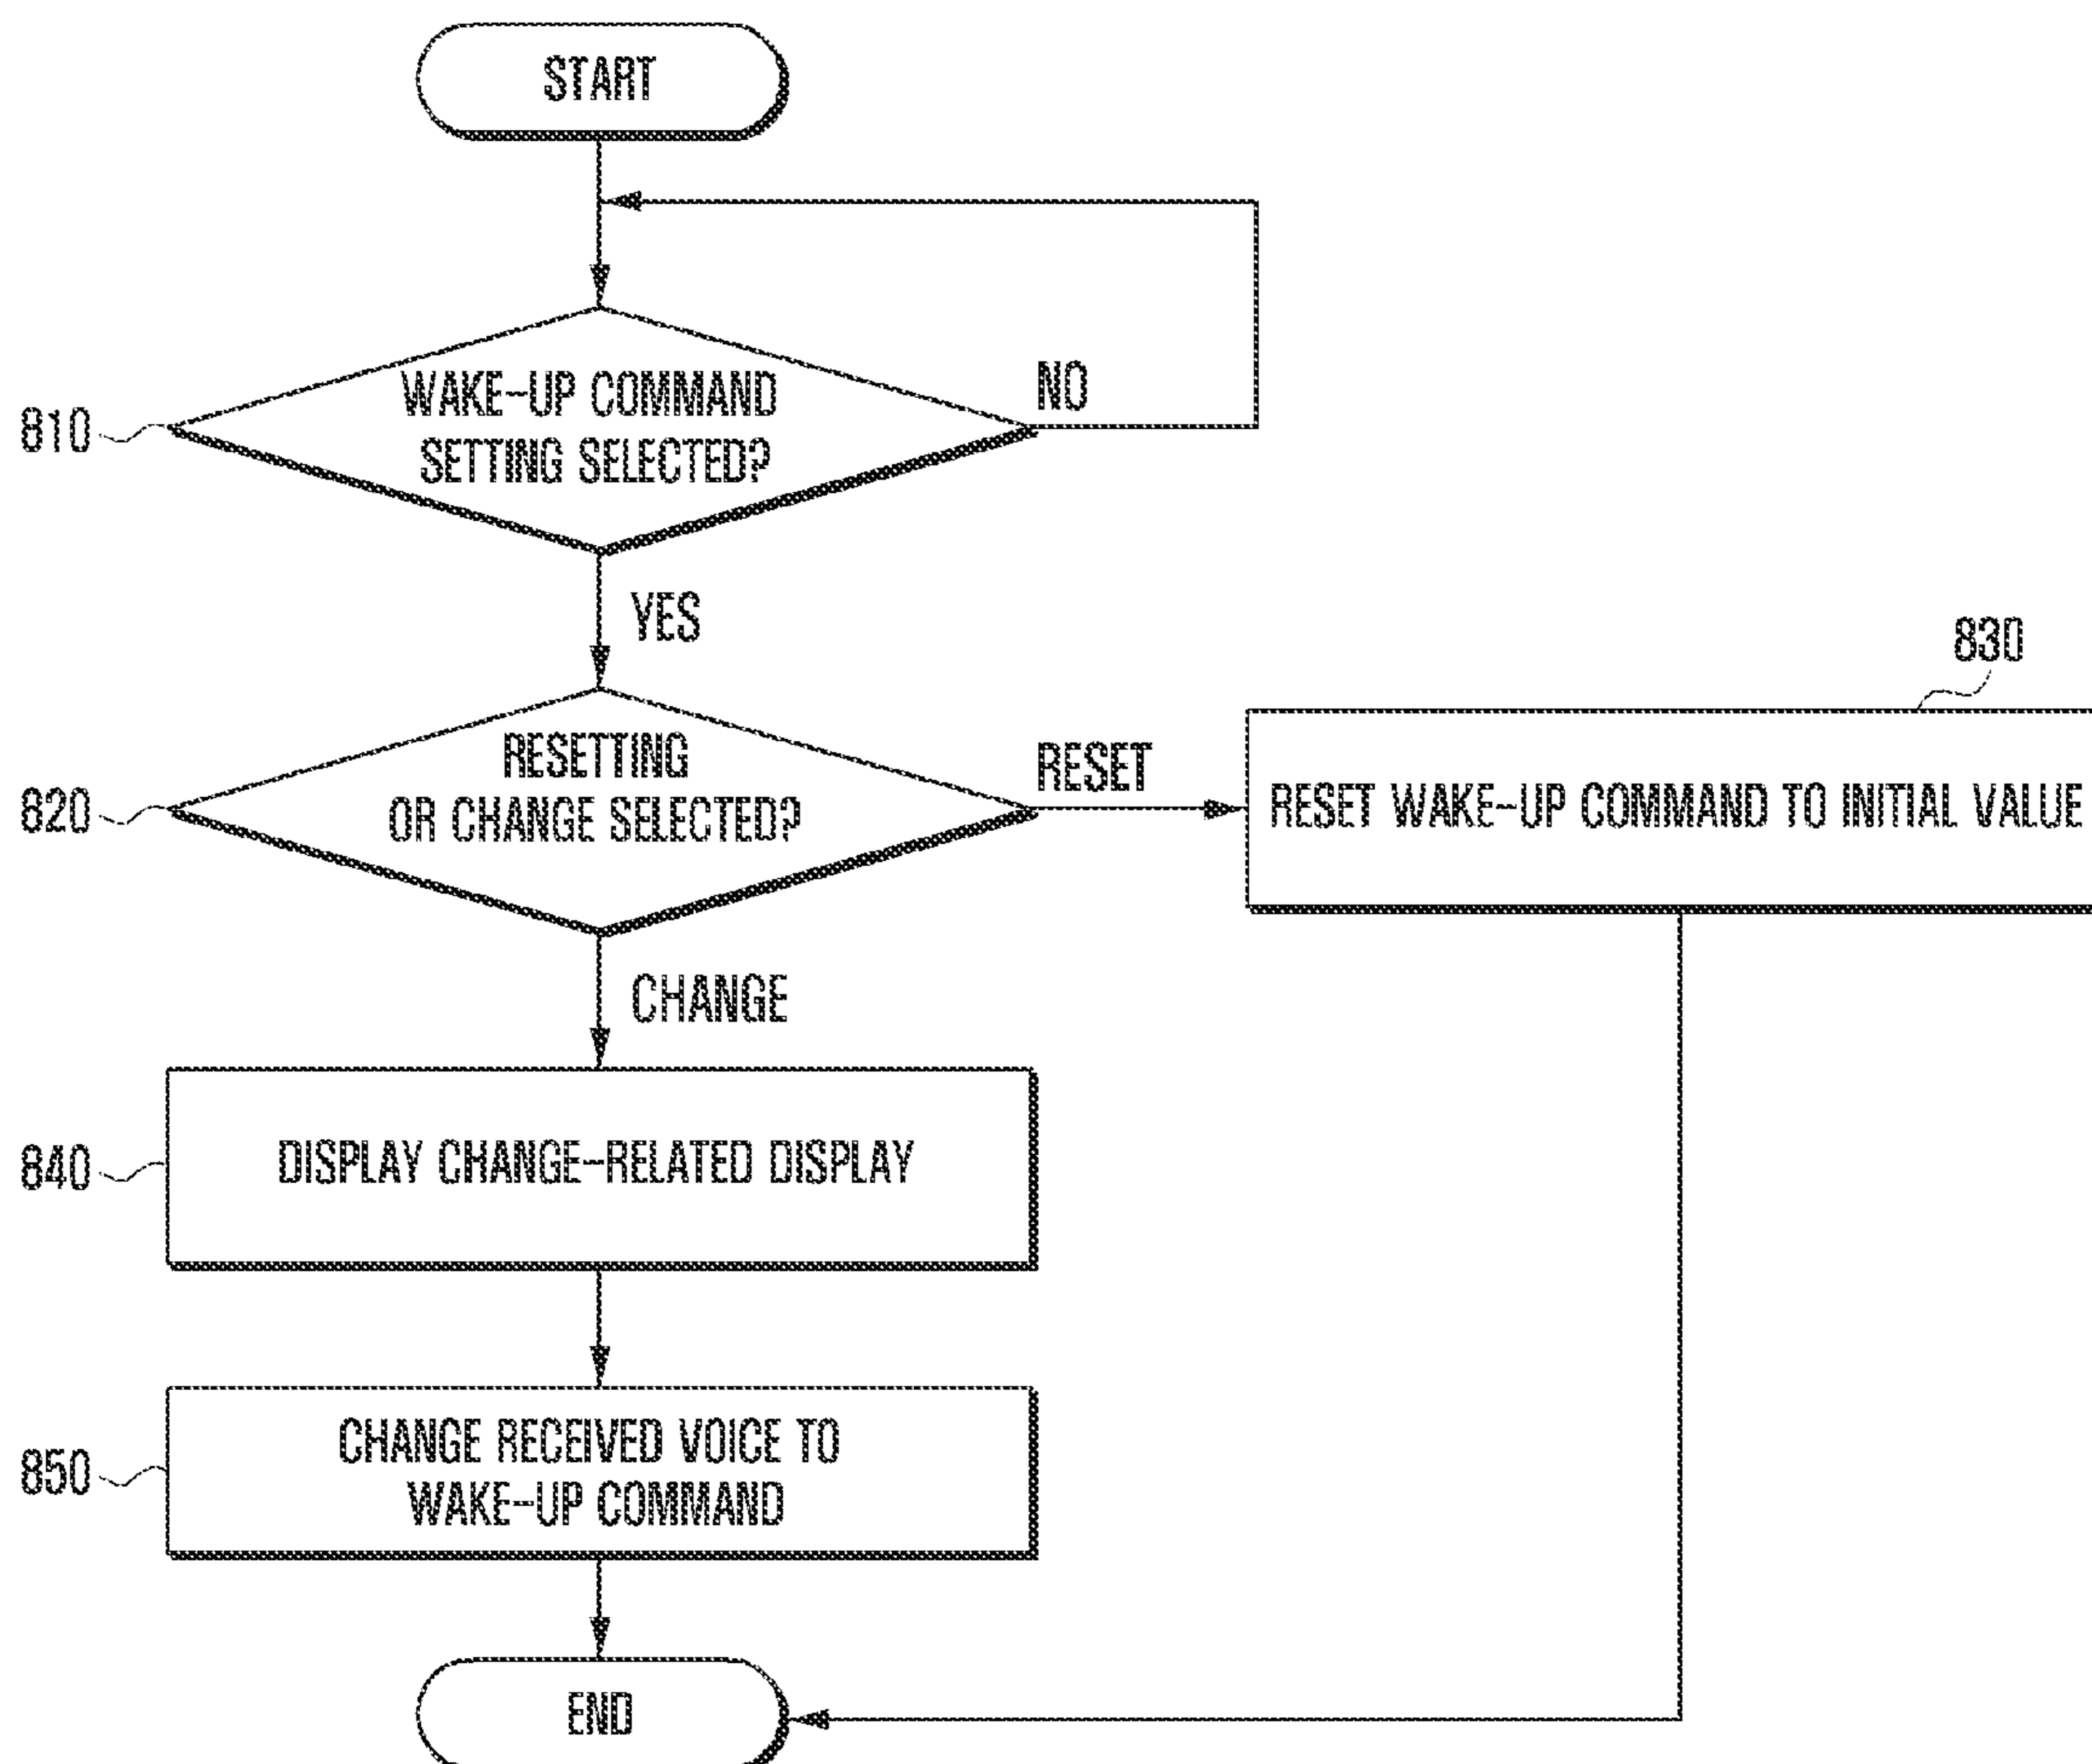 START
NO
810
WAKE-UP COMMAND
SETTING SELECTED?
YES
830
820
RESETTING
OR CHANGE SELECTED?
RESET
RESET WAKE-UP COMMAND TO INITIAL VALUE
CHANGE
840
DISPLAY CHANGE-RELATED DISPLAY
850
CHANGE RECEIVED VOICE TO
WAKE-UP COMMAND
END